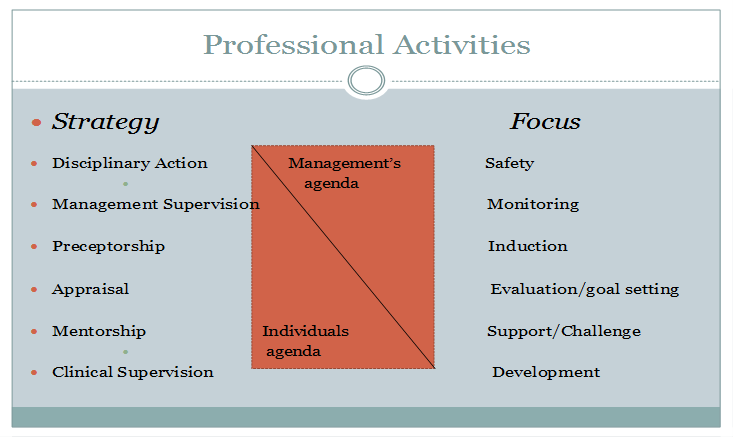 Professional Activities
Strategy Focus
Disciplinary Action Management’s agenda Safety
Management Supervision Monitoring
Preceptorship Induction
Appraisal Evaluation/goal setting
Mentorship Individuals agenda Support/Challenge
Clinical Supervision Development